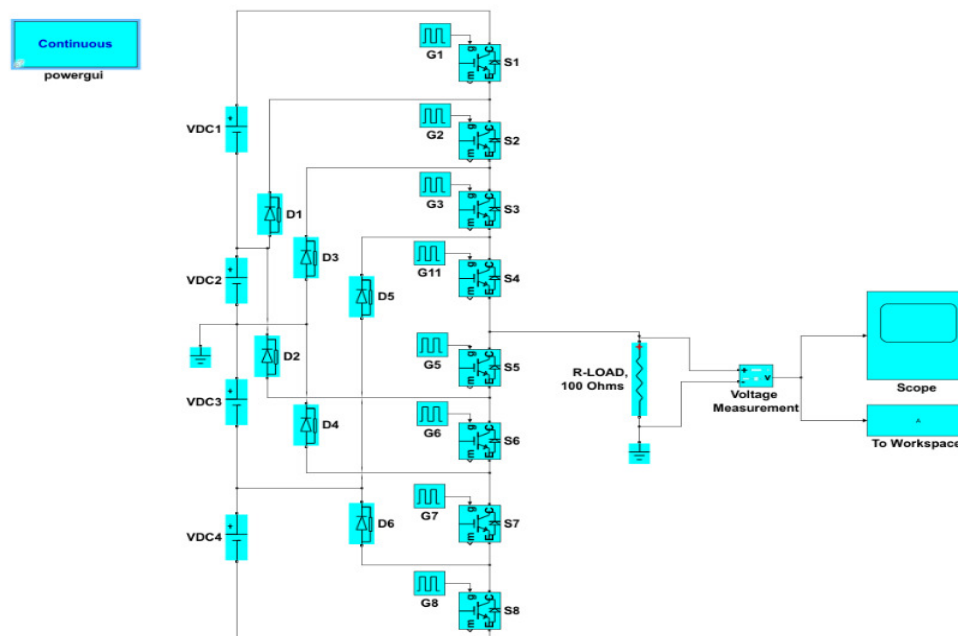 Continuous
powergui
G1
S1
VDC1
G2
S2
G3
S3
D1
D3
G11
S4
VDC2
D5
D2
G5
S5
R-LOAD,
100 Ohms
Voltage
Measurement
Scope
VDC3
D4
G6
S6
A
To Workspace
G7
S7
D6
VDC4
G8
S8